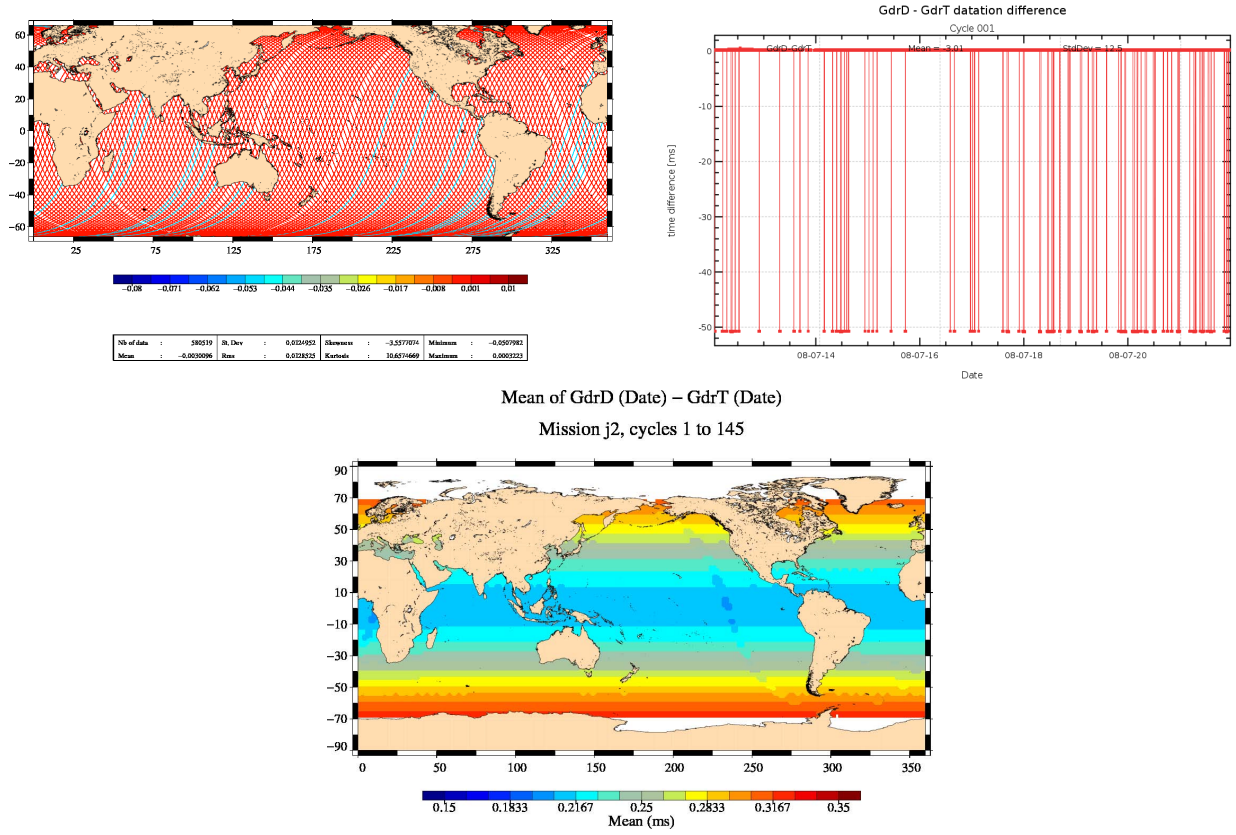 60
40
20
0
−20
−40
−60
25 75 125 175 225 275 325
−0.08 −0.071 −0.062 −0.053 −0.044 −0.035 −0.026 −0.017 −0.008 0.001 0.01
Nb of data : 580519 St. Dev : 0.0124952 Skewness : −3.5577074 Minimum : −0.0507982
Mean : −0.0030096 Rms : 0.0128525 Kurtosis : 10.6574669 Maximum : 0.0003223
GdrD - GdrT datation difference
Cycle 001
GdrD-GdrT Mean = -3.01 StdDev = 12.5
0
-10
-20
-30
-40
-50
time difference [ms]
08-07-14 08-07-16 08-07-18 08-07-20
Date
Mean of GdrD (Date) − GdrT (Date)
Mission j2, cycles 1 to 145
90
70
50
30
10
−10
−30
−50
−70
−90
0 50 100 150 200 250 300 350
0.15 0.1833 0.2167 0.25 0.2833 0.3167 0.35
Mean (ms)